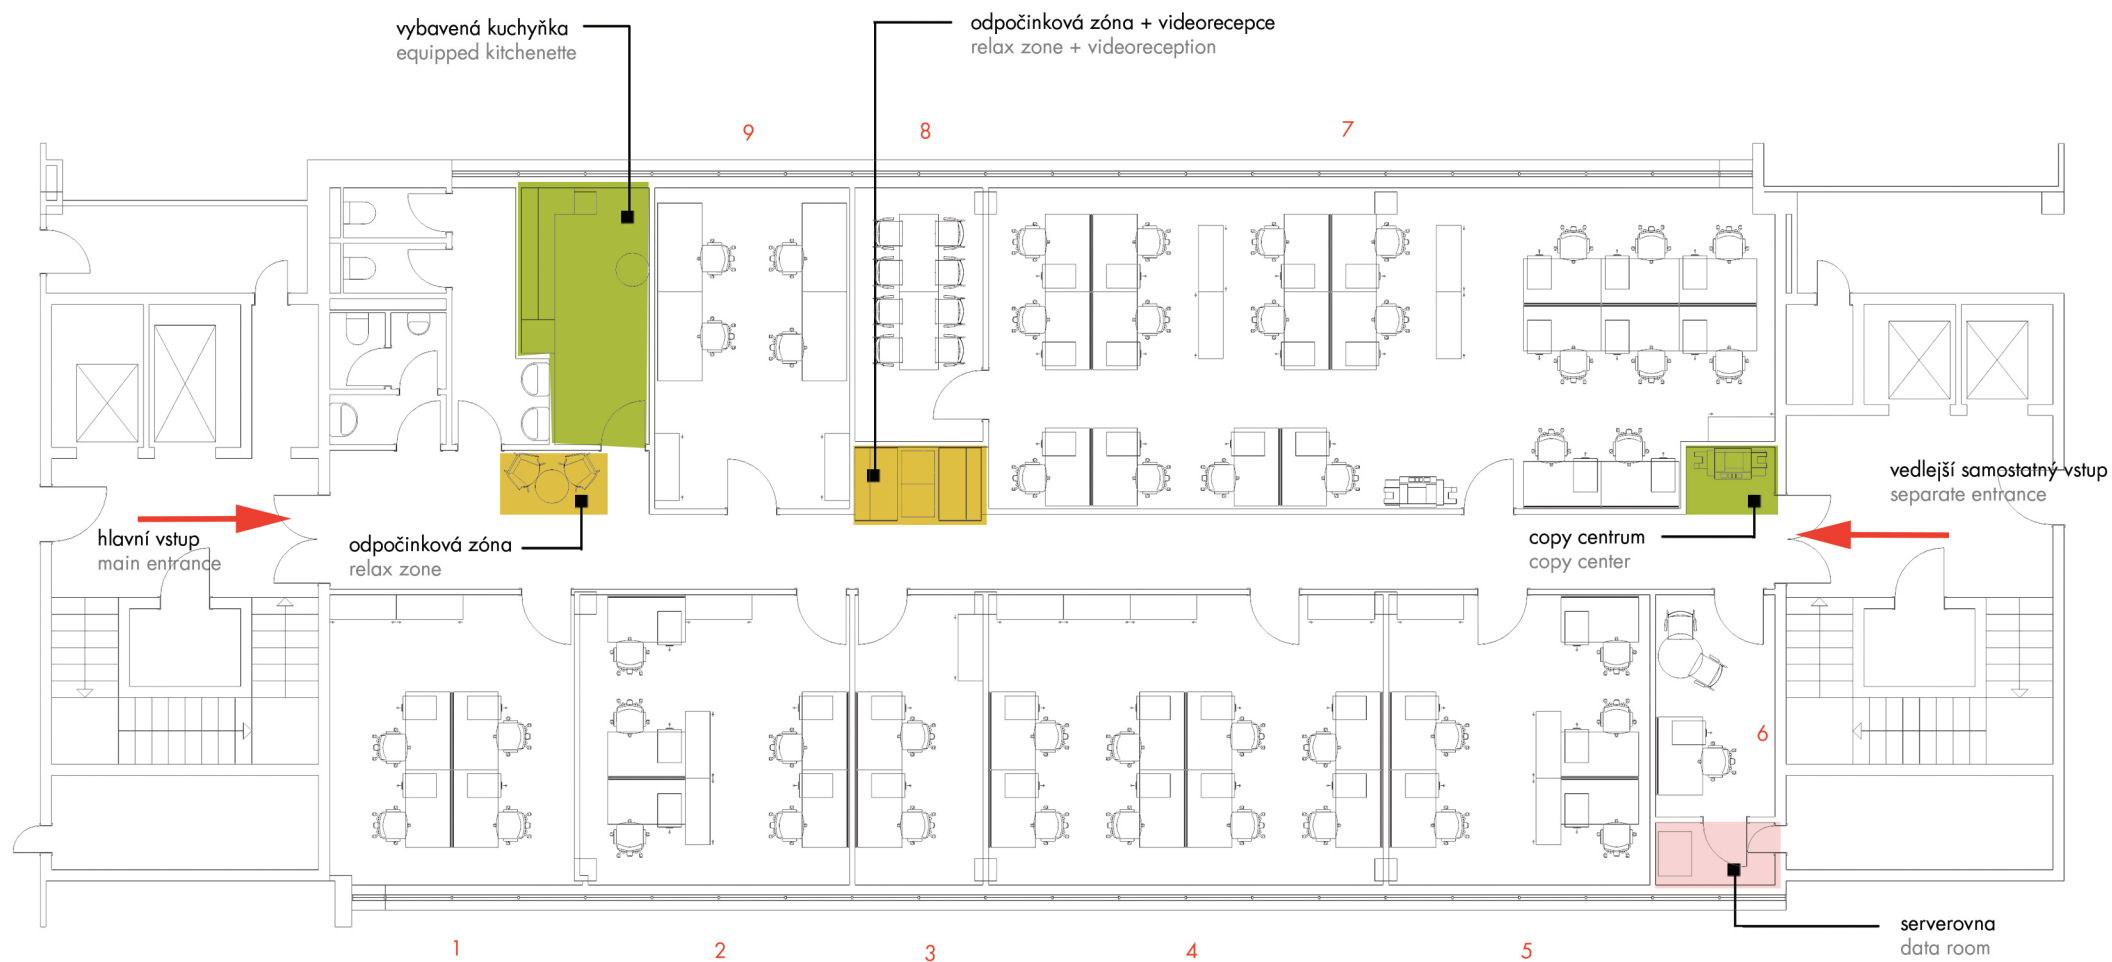 vybavená kuchyňka
equipped kitchenette
odpočinková zóna + videorecepce
relax zone + videoreception
9
8
7
hlavní vstup
main entrance
odpočinková zóna
relax zone
copy centrum
copy center
vedlejší samostatný vstup
separate entrance
6
serverovna
data room
1
2
3
4
5